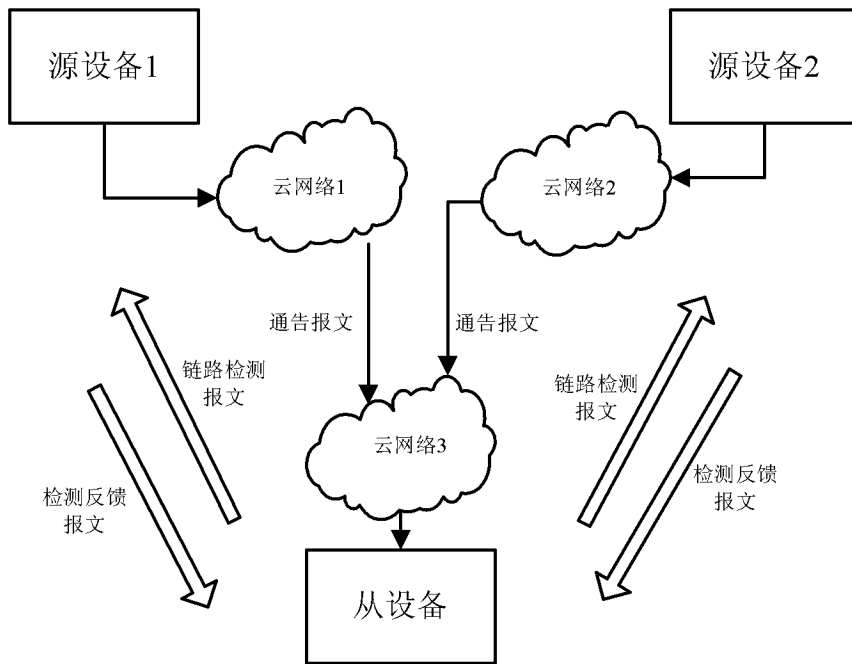 源设备1
源设备2
云网络1
云网络2
通告报文
通告报文
链路检测
报文
链路检测
报文
云网络3
检测反馈
报文
检测反馈
报文
从设备